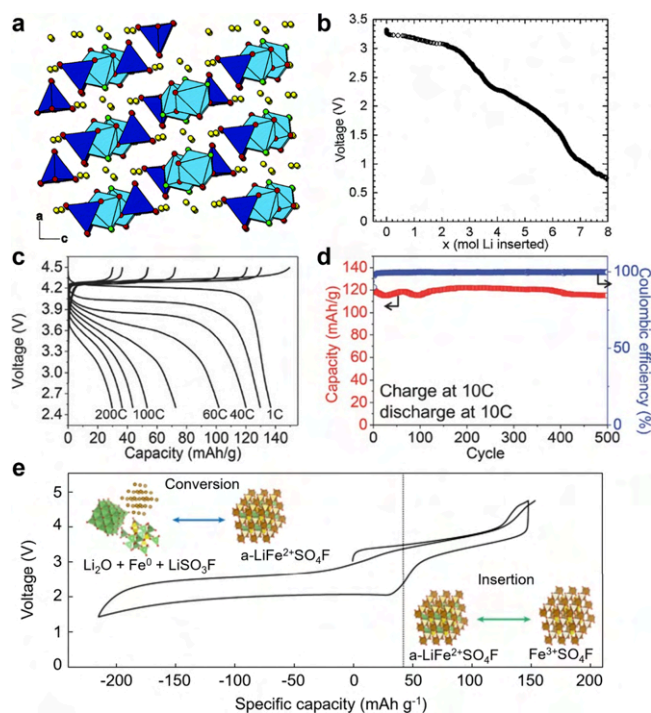 a
a
c
b
3.5
3
2.5
2
1.5
1
0.5
0
Voltage (V)
0 1 2 3 4 5 6 7 8
x (mol Li inserted)
c
4.5
4.2
3.9
3.6
3.3
3.0
2.7
2.4
Voltage (V)
200C 100C 60C 40C 1C
0 20 40 60 80 100 120 140
Capacity (mAh/g)
d
140
120
100
80
60
40
20
0
Capacity (mAh/g)
Charge at 10C
discharge at 10C
100
50
0
Coulombic efficiency (%)
0 100 200 300 400 500
Cycle
e
5
4
3
2
1
0
Voltage (V)
Conversion
Li₂O + Fe⁰ + LiSO₃F
a-LiFe²⁺SO₄F
Insertion
a-LiFe²⁺SO₄F
Fe³⁺SO₄F
-200 -150 -100 -50 0 50 100 150 200
Specific capacity (mAh g⁻¹)